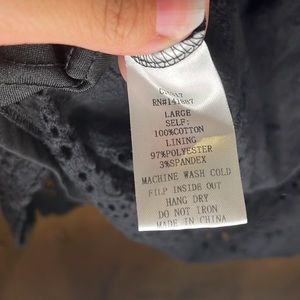 LARGE
SELF:
100%COTTON
LINING
97%POLYESTER
3%SPANDEX
MACHINE WASH COLD
FILP INSIDE OUT
HANG DRY
DO NOT IRON
MADE IN CHINA